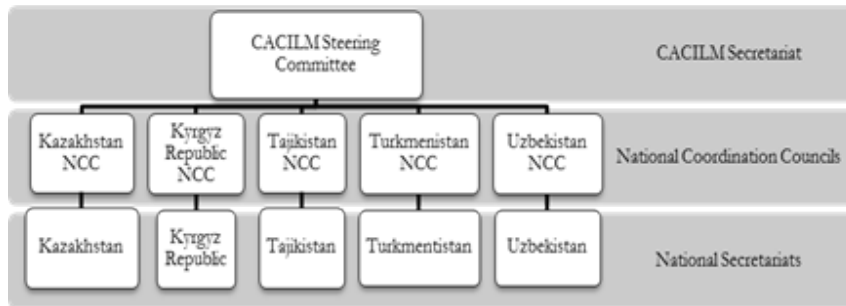 CACILM Steering
Committee
CACILM Secretariat
Kazakhstan
NCC
Kyrgyz
Republic
NCC
Tajikistan
NCC
Turkmenistan
NCC
Uzbekistan
NCC
National Coordination Councils
Kazakhstan
Kyrgyz
Republic
Tajikistan
Turkmentistan
Uzbekistan
National Secretariats